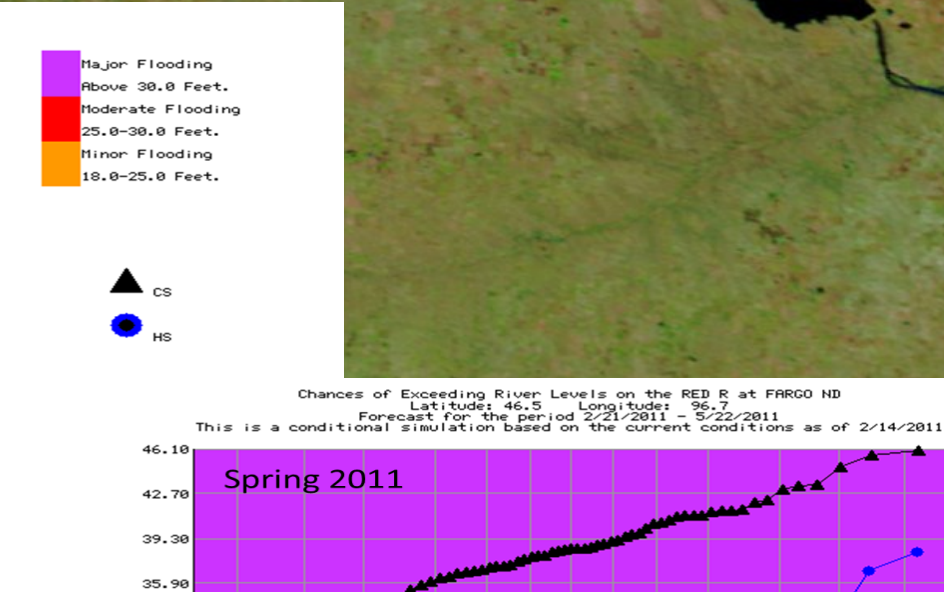 Major Flooding
Above 30.0 Feet.
Moderate Flooding
25.0-30.0 Feet.
Minor Flooding
18.0-25.0 Feet.
CS
HS
Chances of Exceeding River Levels on the RED R at FARGO ND
Latitude: 46.5 Longitude: 96.7
Forecast for the period 2/21/2011 - 5/22/2011
This is a conditional simulation based on the current conditions as of 2/14/2011
46.10
Spring 2011
42.70
39.30
35.90